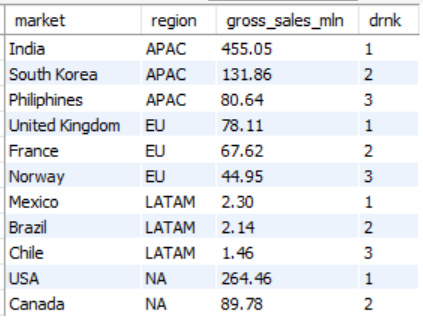 market region gross_sales_mln drnk
India APAC 455.05 1
South Korea APAC 131.86 2
Philiphines APAC 80.64 3
United Kingdom EU 78.11 1
France EU 67.62 2
Norway EU 44.95 3
Mexico LATAM 2.30 1
Brazil LATAM 2.14 2
Chile LATAM 1.46 3
USA NA 264.46 1
Canada NA 89.78 2